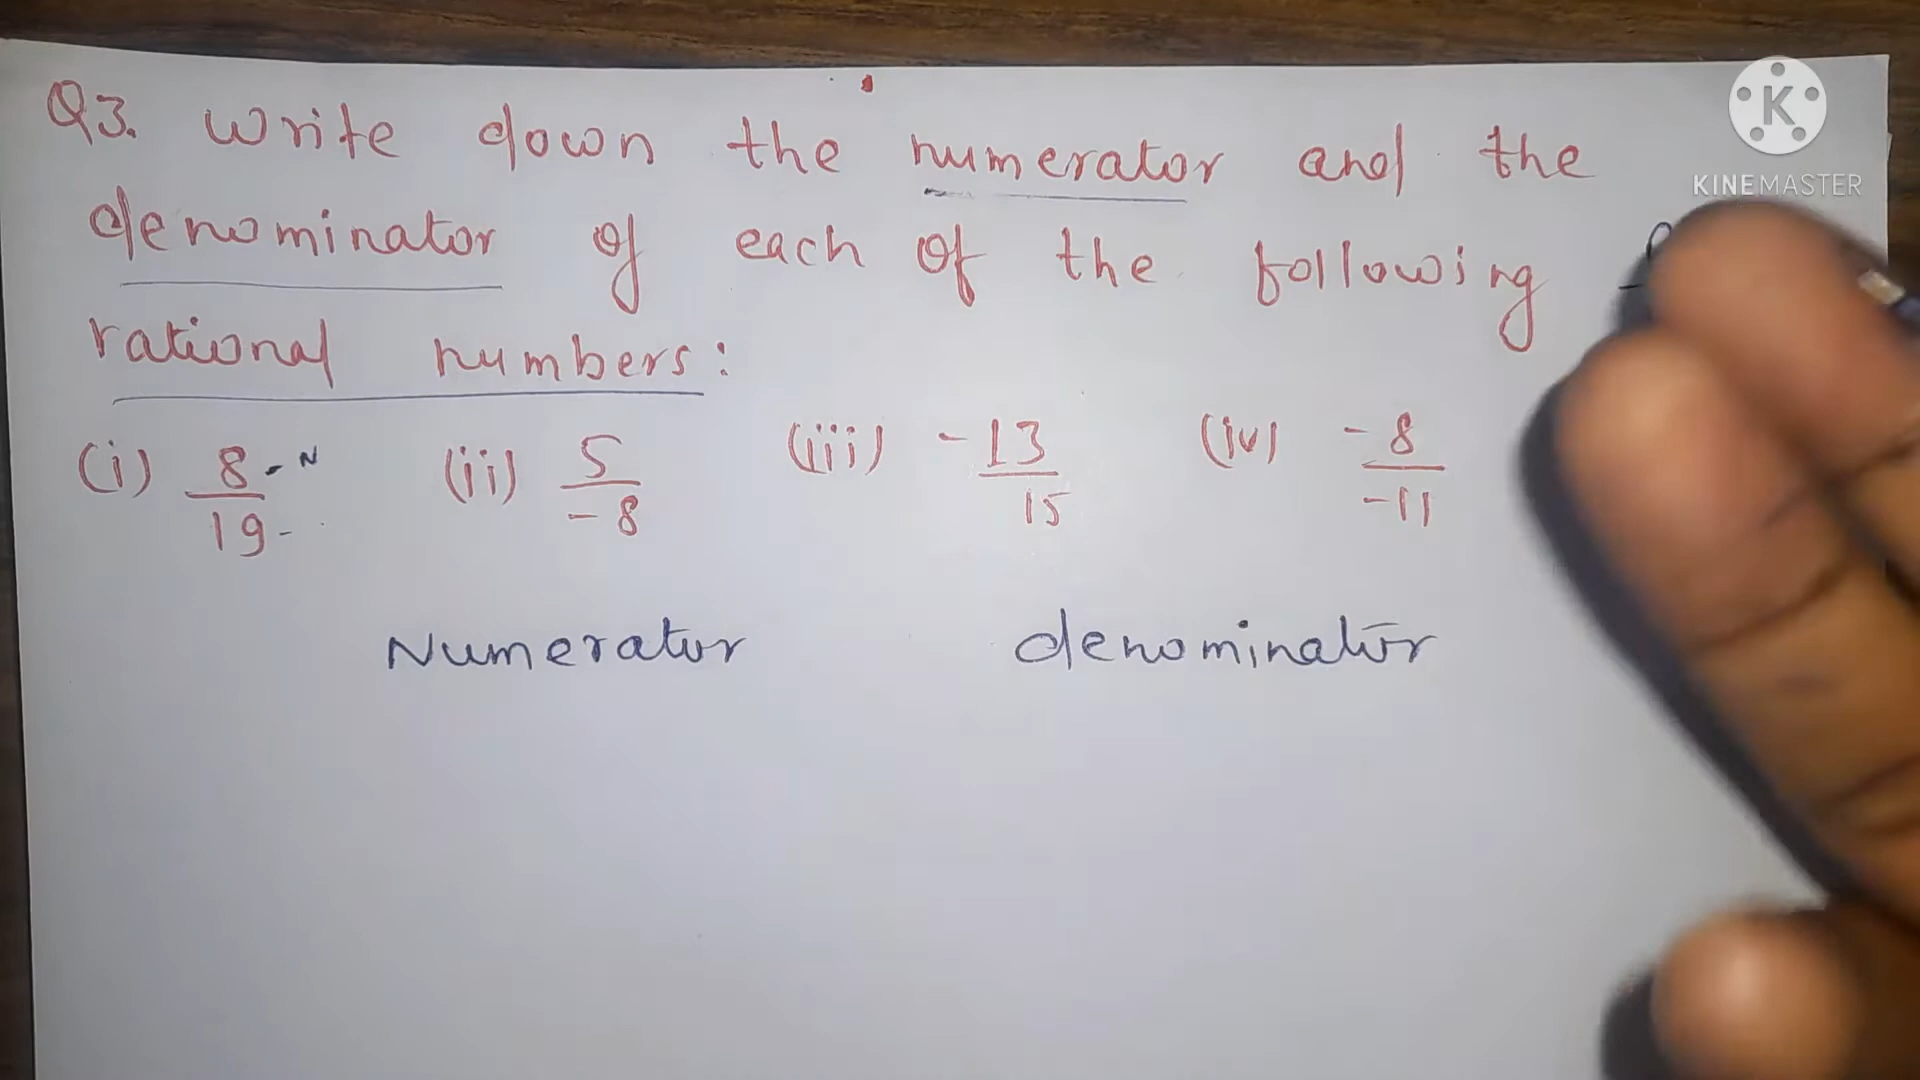 Q3. Write down the numerator and the
denominator of each of the following
rational numbers:
(i) 8/19 - N (ii) 5/-8 (iii) -13/15 (iv) -8/-11
Numerator denominator
K
KINEMASTER